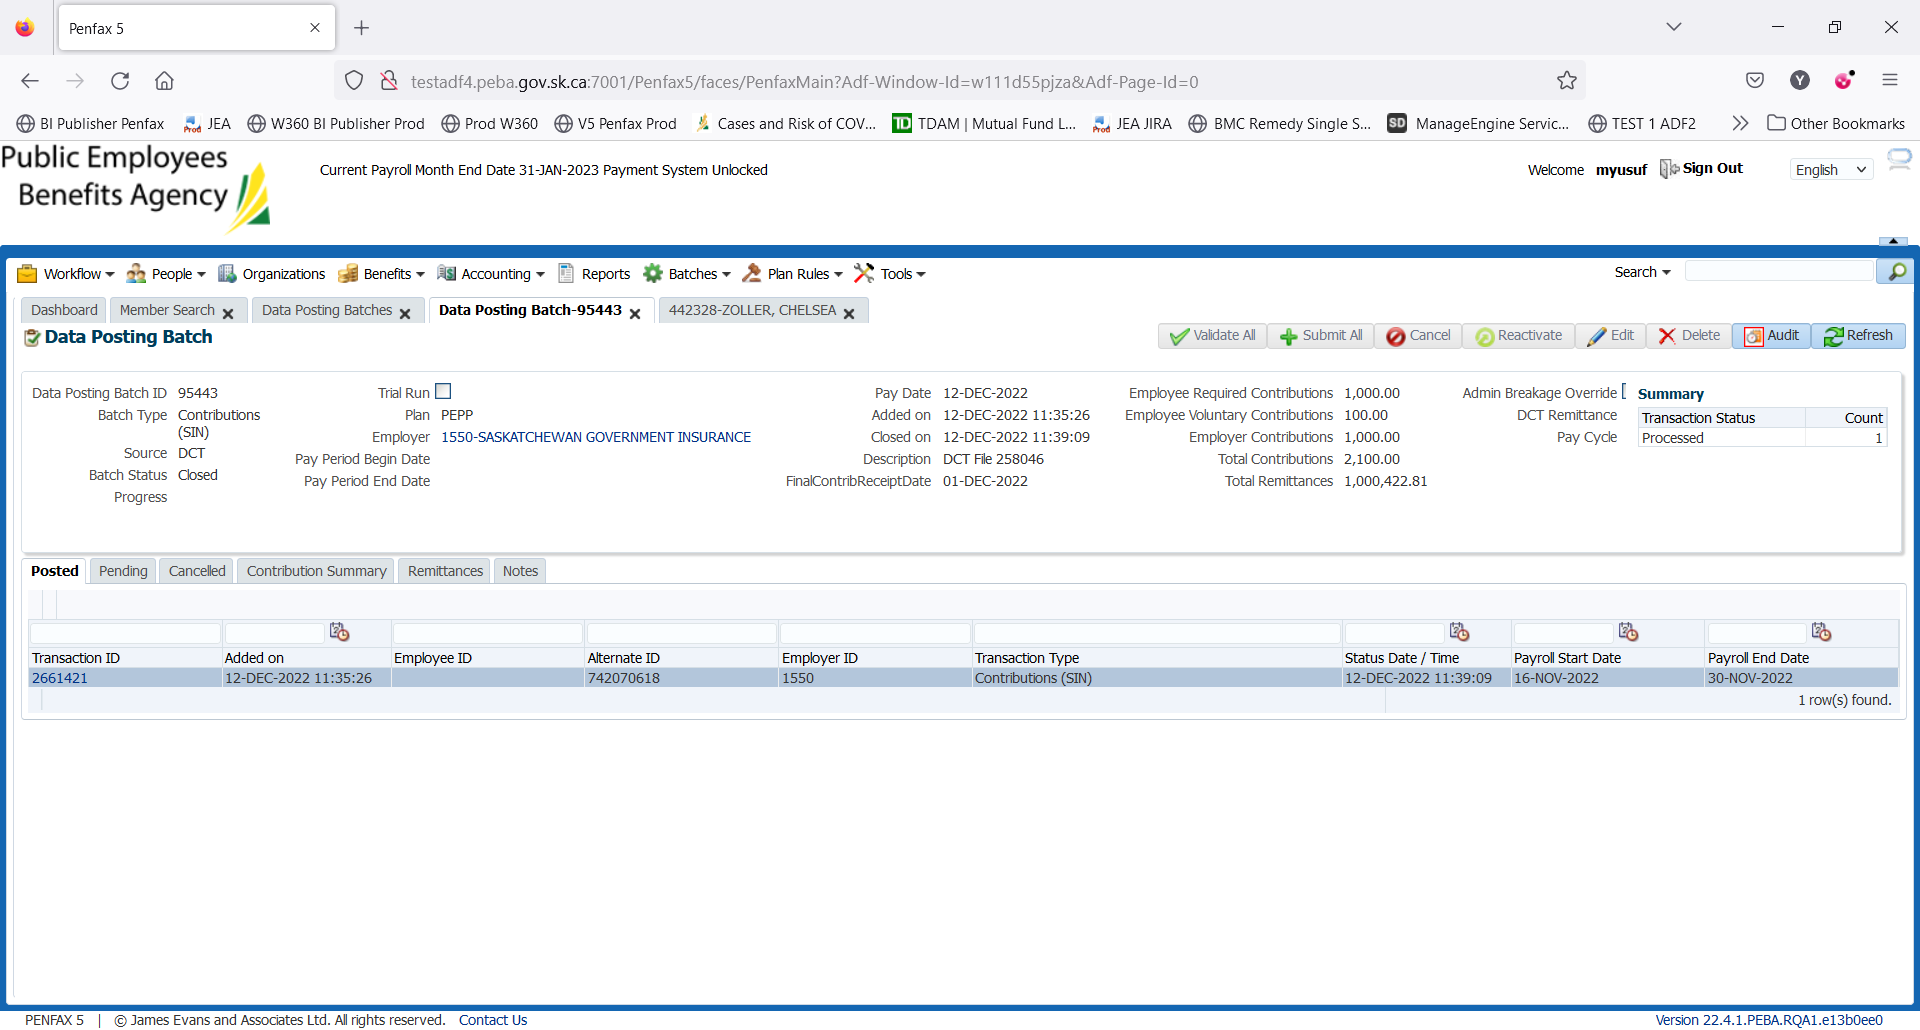 Penfax 5
testadf4.peba.gov.sk.ca:7001/Penfax5/faces/PenfaxMain?Adf-Window-Id=w111d55pjza&Adf-Page-Id=0
Y
BI Publisher Penfax JEA W360 BI Publisher Prod Prod W360 V5 Penfax Prod Cases and Risk of COV... TDAM | Mutual Fund L... JEA JIRA BMC Remedy Single S... SD ManageEngine Servic... TEST 1 ADF2 Other Bookmarks
Public Employees
Benefits Agency
Current Payroll Month End Date 31-JAN-2023 Payment System Unlocked
Welcome myusuf Sign Out English
Workflow People Organizations Benefits Accounting Reports Batches Plan Rules Tools Search
Dashboard Member Search Data Posting Batches Data Posting Batch-95443 442328-ZOLLER, CHELSEA
Data Posting Batch
Validate All Submit All Cancel Reactivate Edit Delete Audit Refresh
Data Posting Batch ID 95443
Batch Type Contributions
(SIN)
Source DCT
Batch Status Closed
Progress
Trial Run
Plan PEPP
Employer 1550-SASKATCHEWAN GOVERNMENT INSURANCE
Pay Period Begin Date
Pay Period End Date
Pay Date 12-DEC-2022
Added on 12-DEC-2022 11:35:26
Closed on 12-DEC-2022 11:39:09
Description DCT File 258046
FinalContribReceiptDate 01-DEC-2022
Employee Required Contributions 1,000.00
Employee Voluntary Contributions 100.00
Employer Contributions 1,000.00
Total Contributions 2,100.00
Total Remittances 1,000,422.81
Admin Breakage Override
DCT Remittance
Pay Cycle
Summary
Transaction Status Count
Processed 1
Posted Pending Cancelled Contribution Summary Remittances Notes
Transaction ID Added on Employee ID Alternate ID Employer ID Transaction Type Status Date / Time Payroll Start Date Payroll End Date
2661421 12-DEC-2022 11:35:26 742070618 1550 Contributions (SIN) 12-DEC-2022 11:39:09 16-NOV-2022 30-NOV-2022
1 row(s) found.
PENFAX 5 | © James Evans and Associates Ltd. All rights reserved. Contact Us
Version 22.4.1.PEBA.RQA1.e13b0ee0